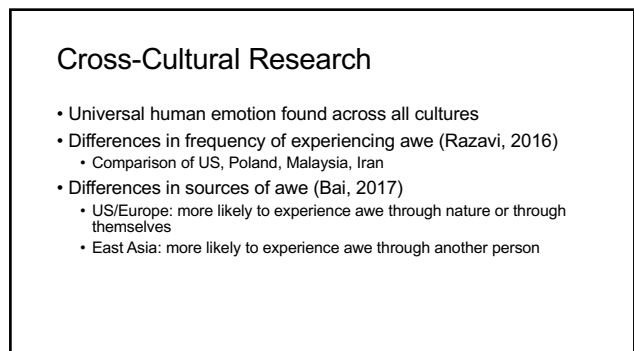 Cross-Cultural Research
• Universal human emotion found across all cultures
• Differences in frequency of experiencing awe (Razavi, 2016)
• Comparison of US, Poland, Malaysia, Iran
• Differences in sources of awe (Bai, 2017)
• US/Europe: more likely to experience awe through nature or through
themselves
• East Asia: more likely to experience awe through another person